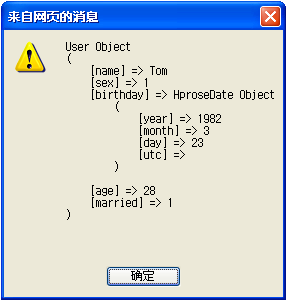 来自网页的消息
User Object
(
    [name] => Tom
    [sex] => 1
    [birthday] => HproseDate Object
        (
            [year] => 1982
            [month] => 3
            [day] => 23
            [utc] =>
        )

    [age] => 28
    [married] => 1
)
确定